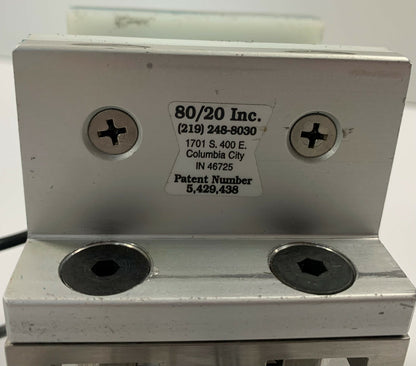 80/20 Inc.
(219) 248-8030
1701 S. 400 E.
Columbia City
IN 46725
Patent Number
5,429,438